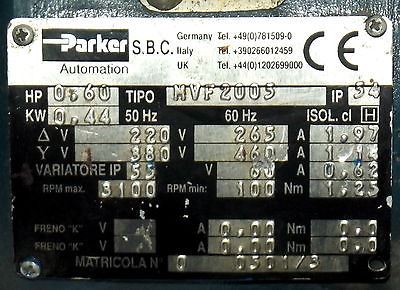 Parker S.B.C.
Automation
Germany Tel. +49(0)781509-0
Italy Tel. +390266012459
UK Tel. +44(0)1202699000
CE
HP 0.60 TIPO MVF2005 IP 54
KW 0.44 50 Hz 60 Hz ISOL. cl H
Δ V 220 V 265 A 1.97
Y V 380 V 460 A
VARIATORE IP 55 V A 0.62
RPM max. 3100 RPM min: 100 Nm 1.25
FRENO "K" V A 0.00 Nm 0.0
FRENO "K" V A 0.00 Nm 0.0
MATRICOLA N° 0 0301/3